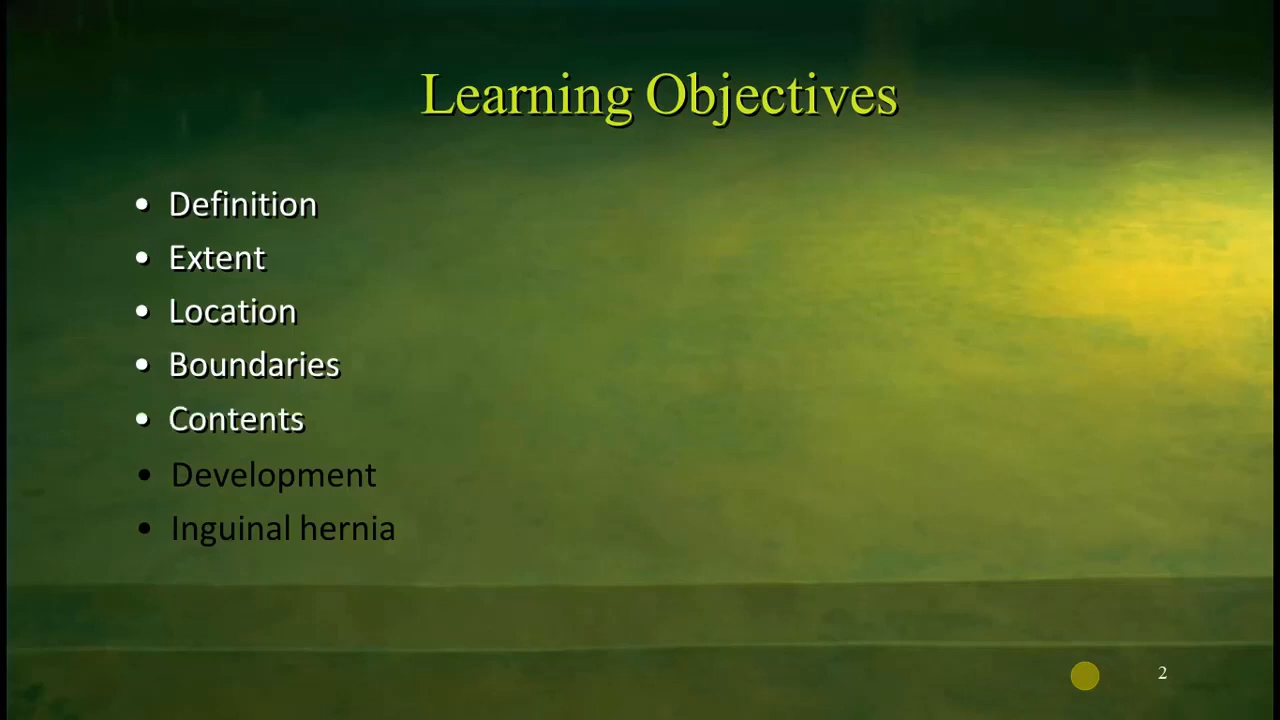 Learning Objectives
• Definition
• Extent
• Location
• Boundaries
• Contents
• Development
• Inguinal hernia
2